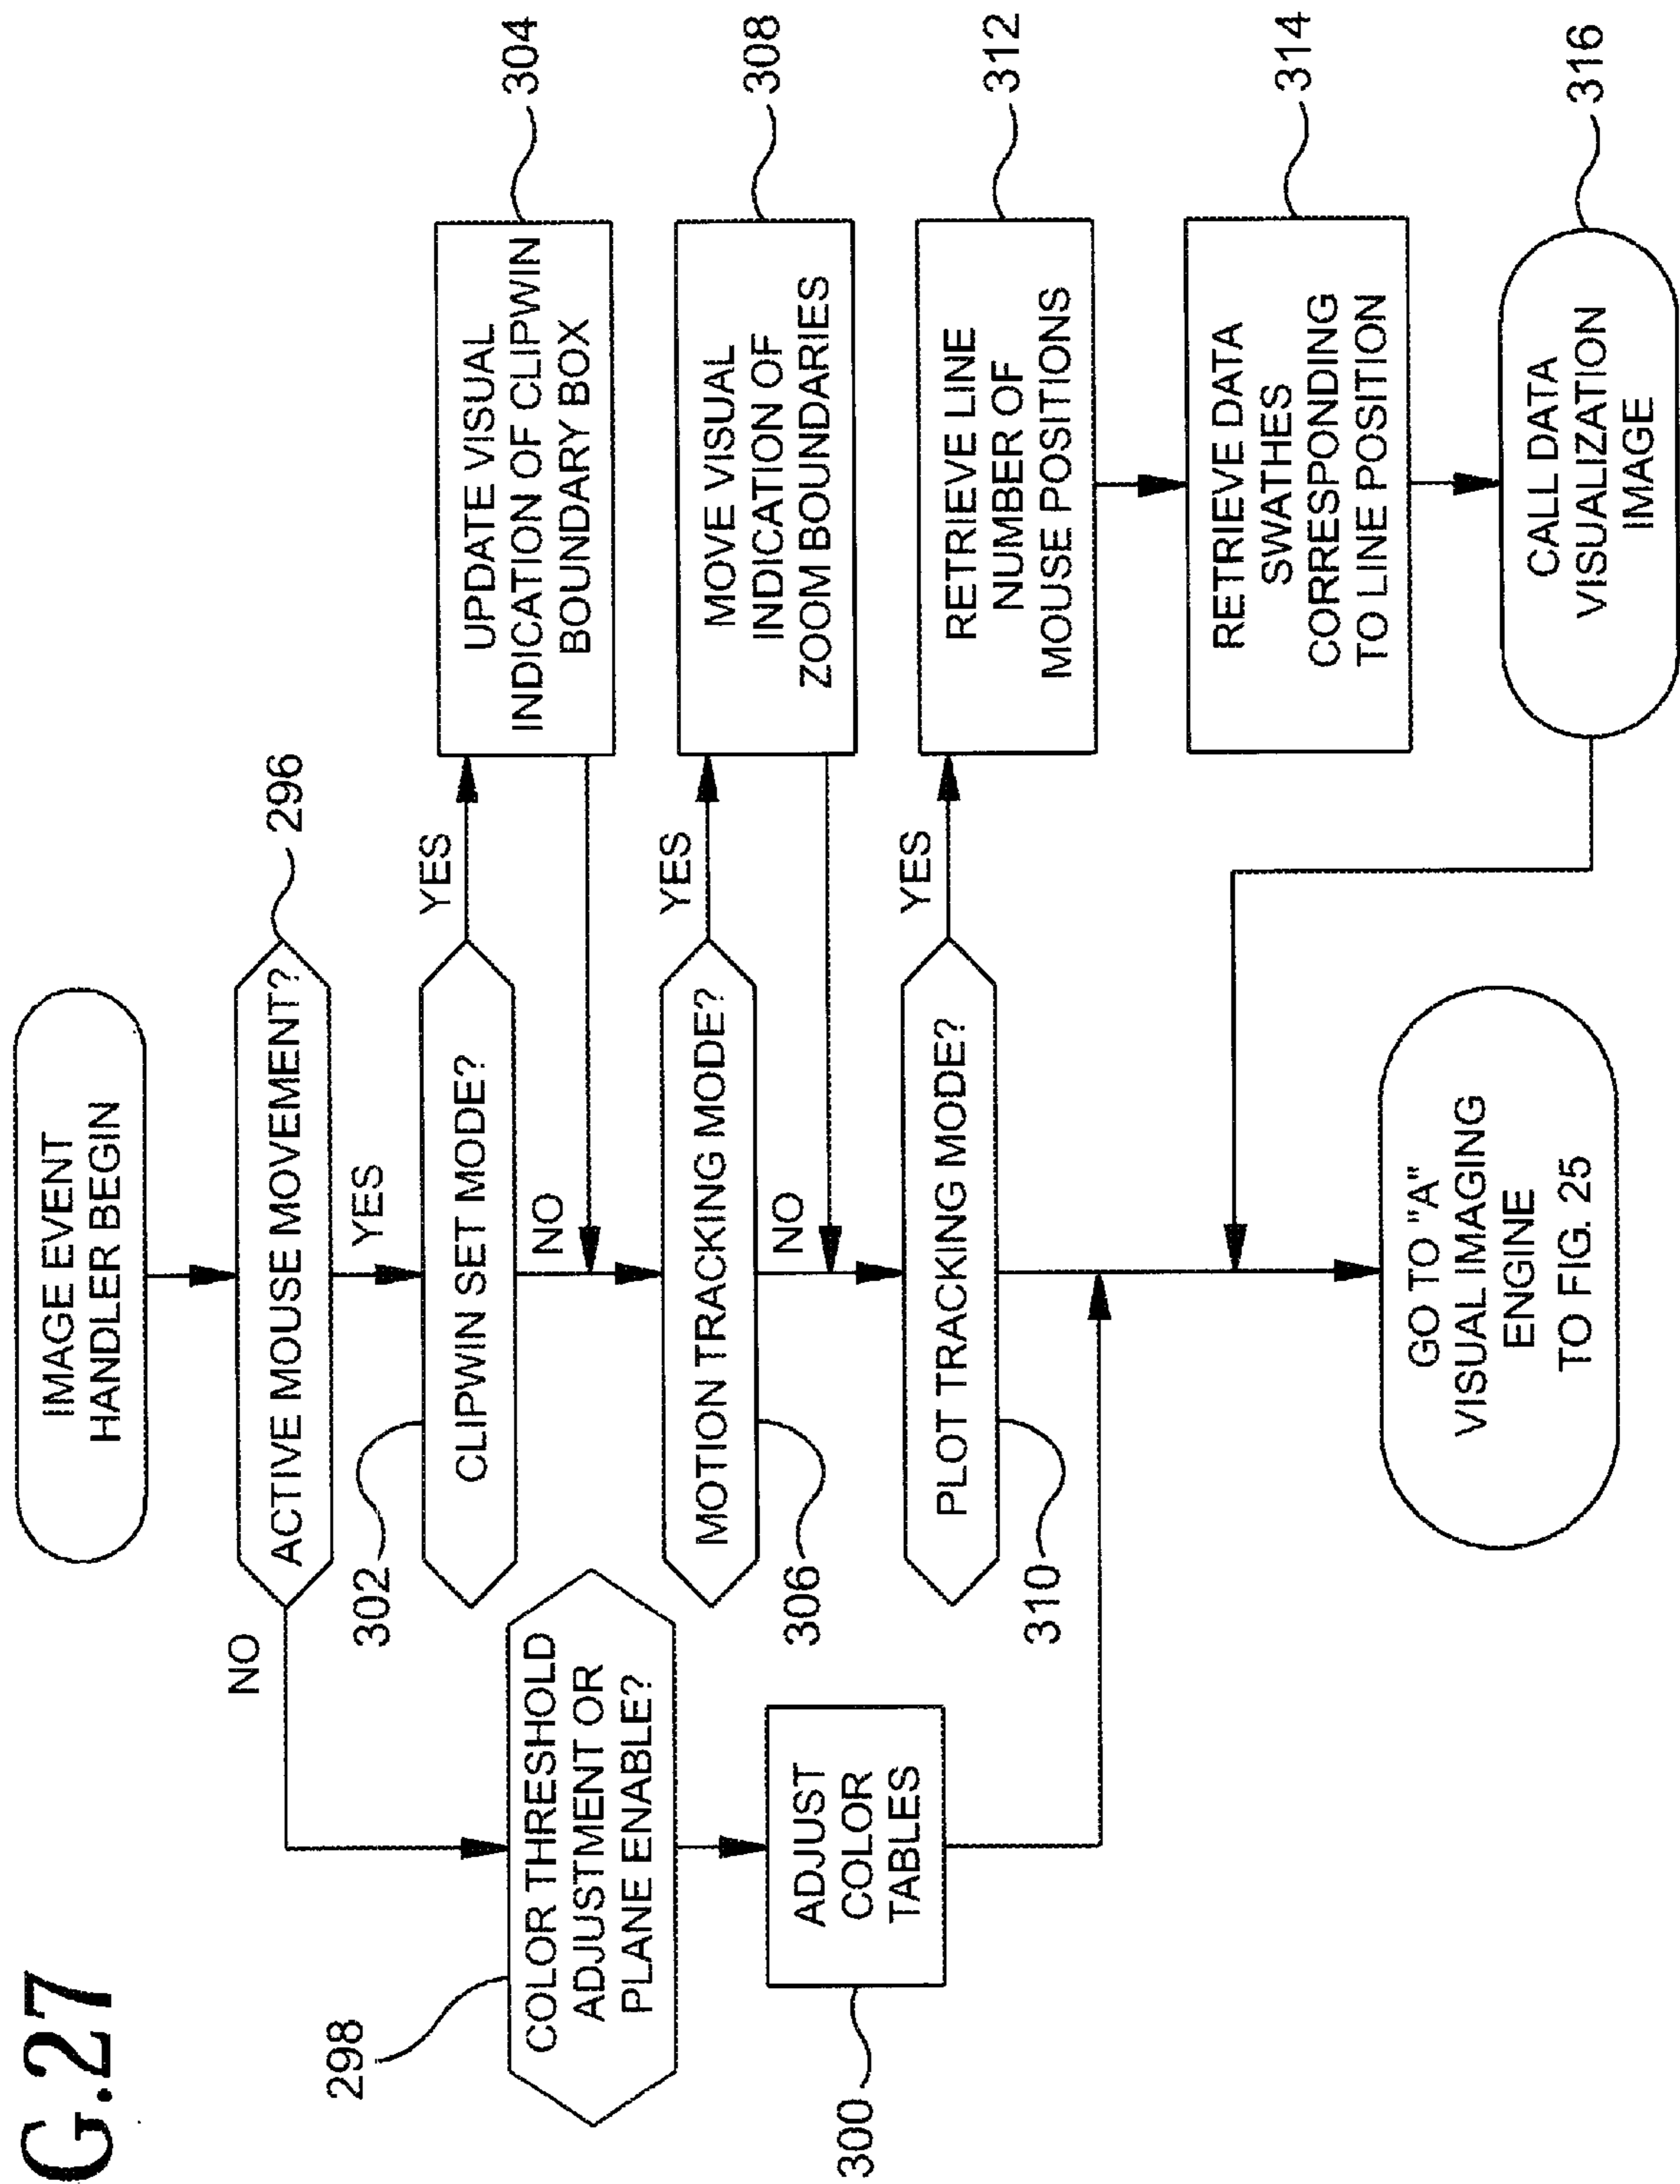 G.27
IMAGE EVENT
HANDLER BEGIN
ACTIVE MOUSE MOVEMENT?
296
NO
YES
298
COLOR THRESHOLD
ADJUSTMENT OR
PLANE ENABLE?
300
ADJUST
COLOR
TABLES
302
CLIPWIN SET MODE?
YES
NO
UPDATE VISUAL
INDICATION OF CLIPWIN
BOUNDARY BOX
304
306
MOTION TRACKING MODE?
YES
NO
MOVE VISUAL
INDICATION OF
ZOOM BOUNDARIES
308
310
PLOT TRACKING MODE?
YES
RETRIEVE LINE
NUMBER OF
MOUSE POSITIONS
312
RETRIEVE DATA
SWATHES
CORRESPONDING
TO LINE POSITION
314
CALL DATA
VISUALIZATION
IMAGE
316
GO TO "A"
VISUAL IMAGING
ENGINE
TO FIG. 25